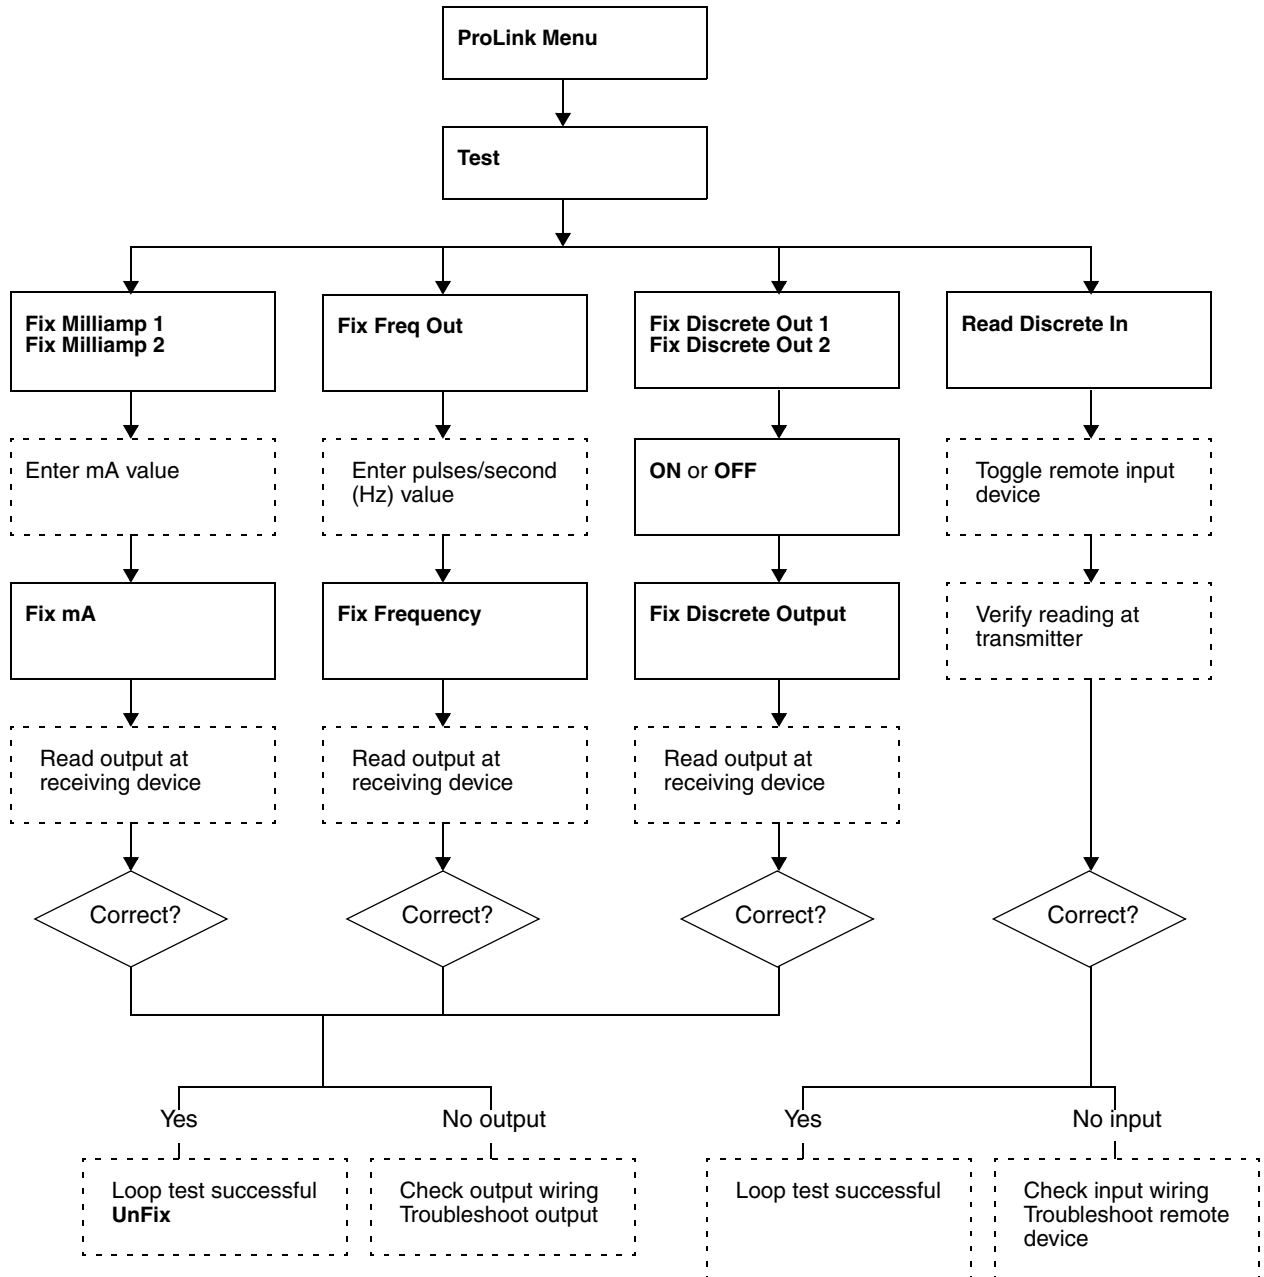 ProLink Menu
Test
Fix Milliamp 1
Fix Milliamp 2
Fix Freq Out
Fix Discrete Out 1
Fix Discrete Out 2
Read Discrete In
Enter mA value
Enter pulses/second
(Hz) value
ON or OFF
Toggle remote input
device
Fix mA
Fix Frequency
Fix Discrete Output
Verify reading at
transmitter
Read output at
receiving device
Read output at
receiving device
Read output at
receiving device
Correct?
Correct?
Correct?
Correct?
Yes
No output
Yes
No input
Loop test successful
UnFix
Check output wiring
Troubleshoot output
Loop test successful
Check input wiring
Troubleshoot remote
device